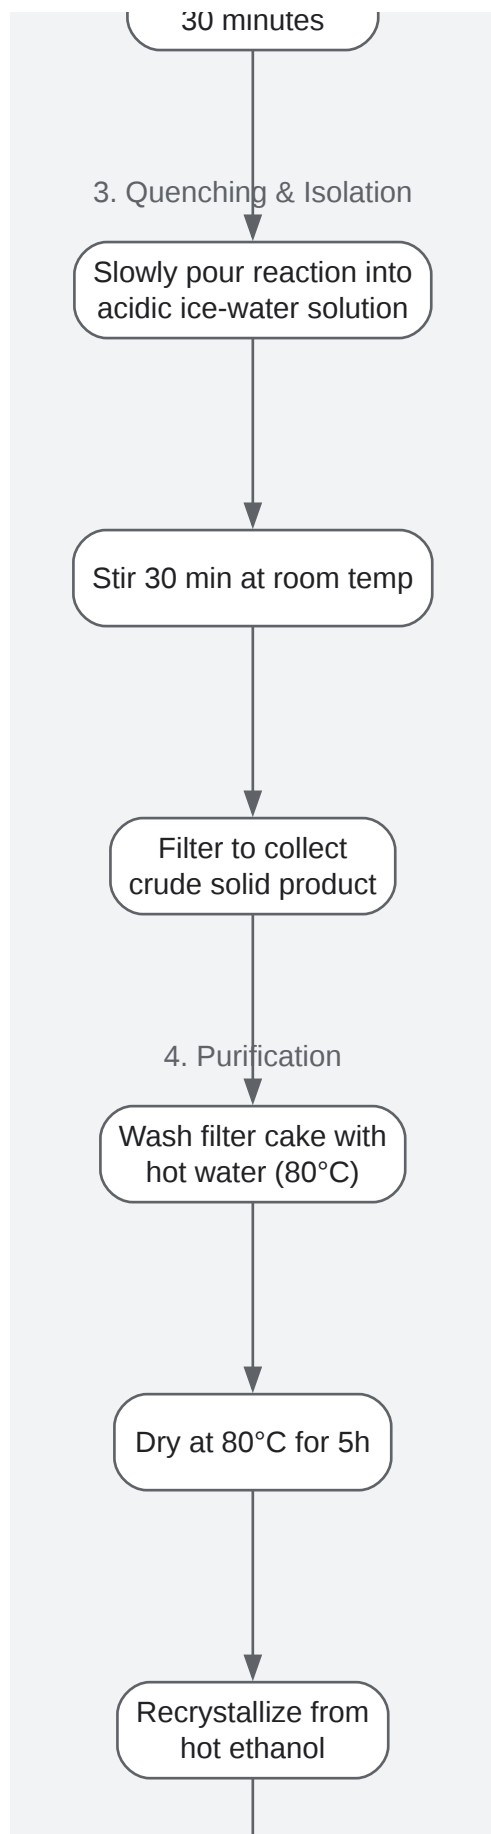 30 minutes
3. Quenching & Isolation
Slowly pour reaction into
acidic ice-water solution
Stir 30 min at room temp
Filter to collect
crude solid product
4. Purification
Wash filter cake with
hot water (80°C)
Dry at 80°C for 5h
Recrystallize from
hot ethanol